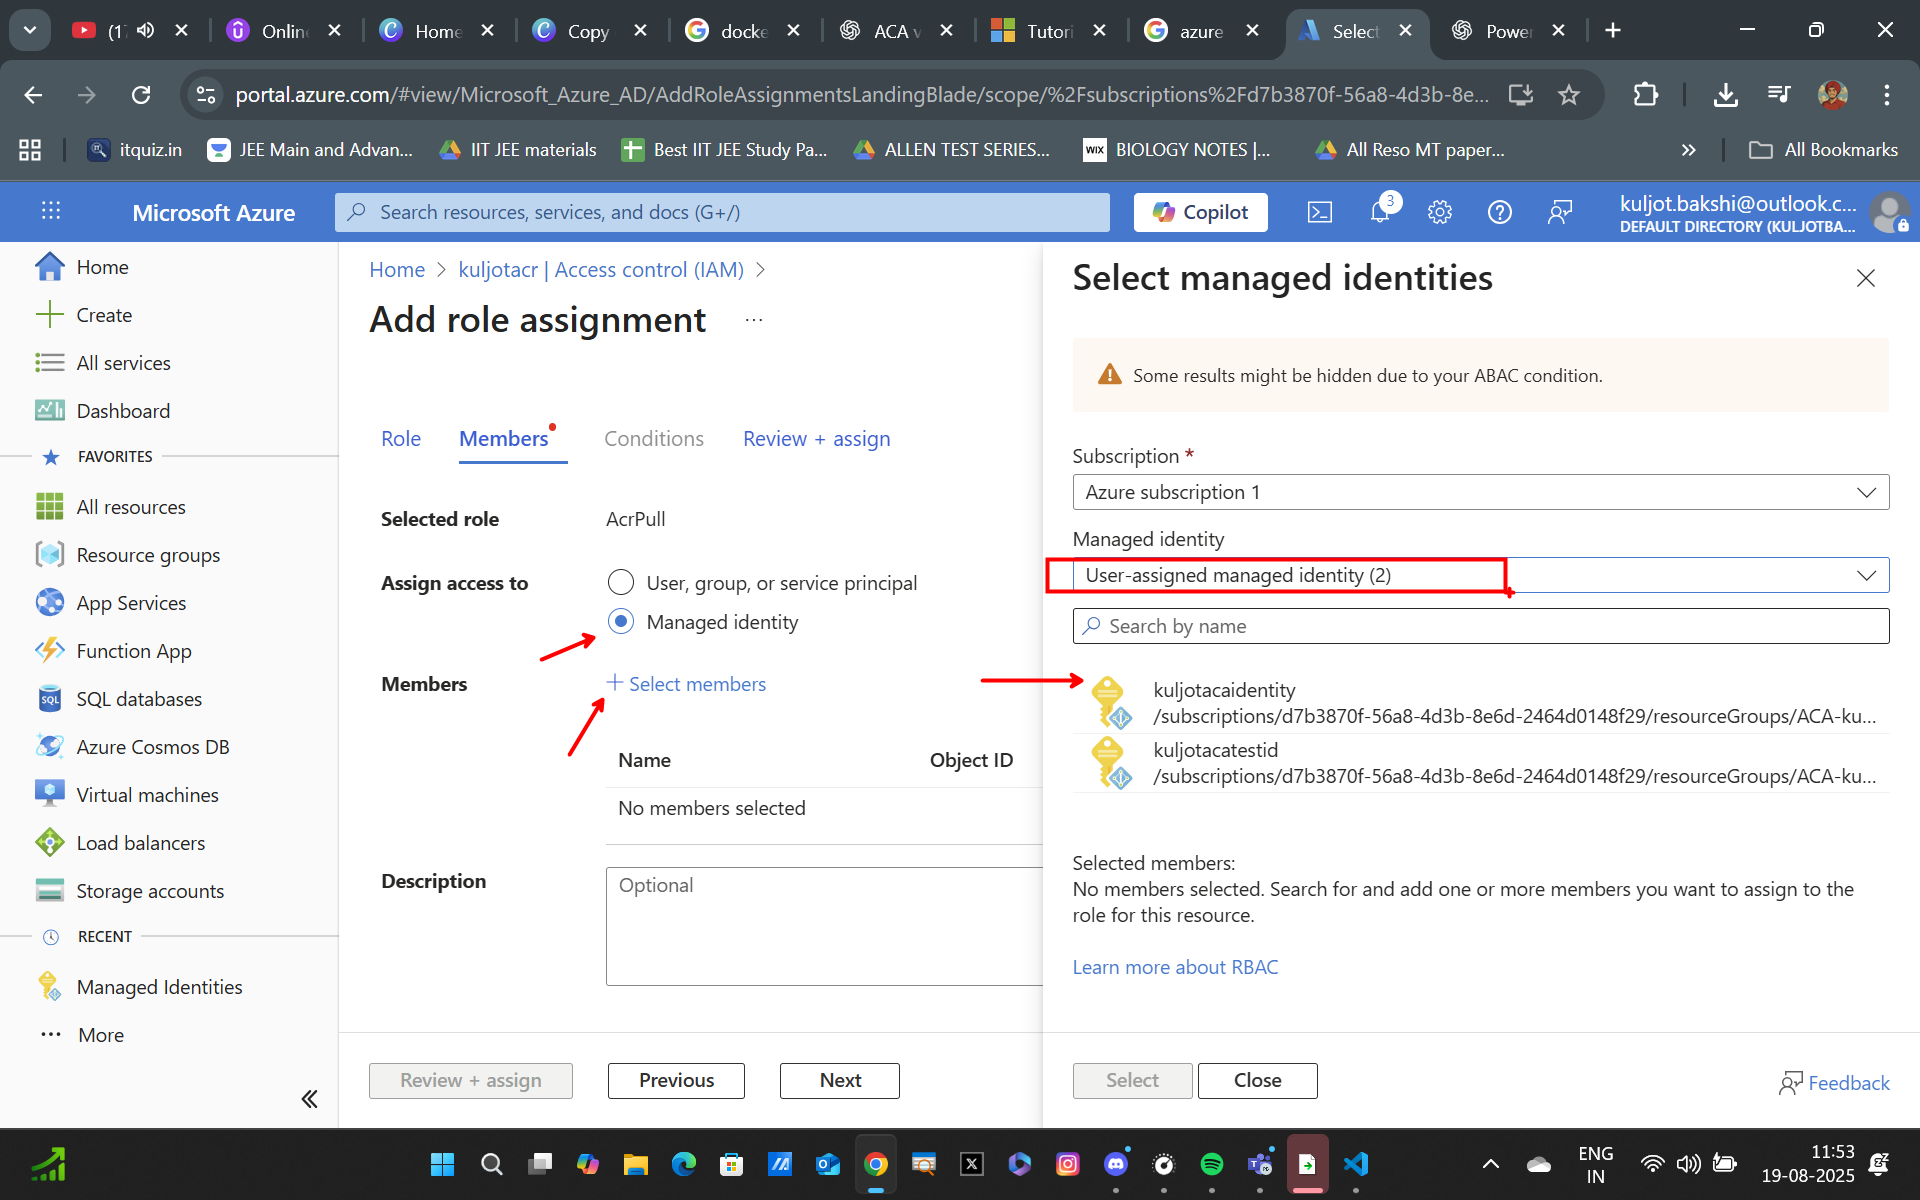 (1
Onlin
Home
Copy
docke
ACA v
Tutori
azure
Select
Power
portal.azure.com/#view/Microsoft_Azure_AD/AddRoleAssignmentsLandingBlade/scope/%2Fsubscriptions%2Fd7b3870f-56a8-4d3b-8e...
itquiz.in
JEE Main and Advan...
IIT JEE materials
Best IIT JEE Study Pa...
ALLEN TEST SERIES...
WIX
BIOLOGY NOTES |...
All Reso MT paper...
All Bookmarks
Microsoft Azure
Search resources, services, and docs (G+/)
Copilot
3
kuljot.bakshi@outlook.c...
DEFAULT DIRECTORY (KULJOTBA...
Home
Create
All services
Dashboard
FAVORITES
All resources
Resource groups
App Services
Function App
SQL
SQL databases
Azure Cosmos DB
Virtual machines
Load balancers
Storage accounts
RECENT
Managed Identities
More
Home
kuljotacr | Access control (IAM)
Add role assignment
Role
Members
Conditions
Review + assign
Selected role
AcrPull
Assign access to
User, group, or service principal
Managed identity
Members
+ Select members
Name
Object ID
No members selected
Description
Optional
Review + assign
Previous
Next
Select managed identities
Some results might be hidden due to your ABAC condition.
Subscription *
Azure subscription 1
Managed identity
User-assigned managed identity (2)
Search by name
kuljotacaidentity
/subscriptions/d7b3870f-56a8-4d3b-8e6d-2464d0148f29/resourceGroups/ACA-ku...
kuljotacatestid
/subscriptions/d7b3870f-56a8-4d3b-8e6d-2464d0148f29/resourceGroups/ACA-ku...
Selected members:
No members selected. Search for and add one or more members you want to assign to the
role for this resource.
Learn more about RBAC
Select
Close
Feedback
ENG
IN
11:53
19-08-2025